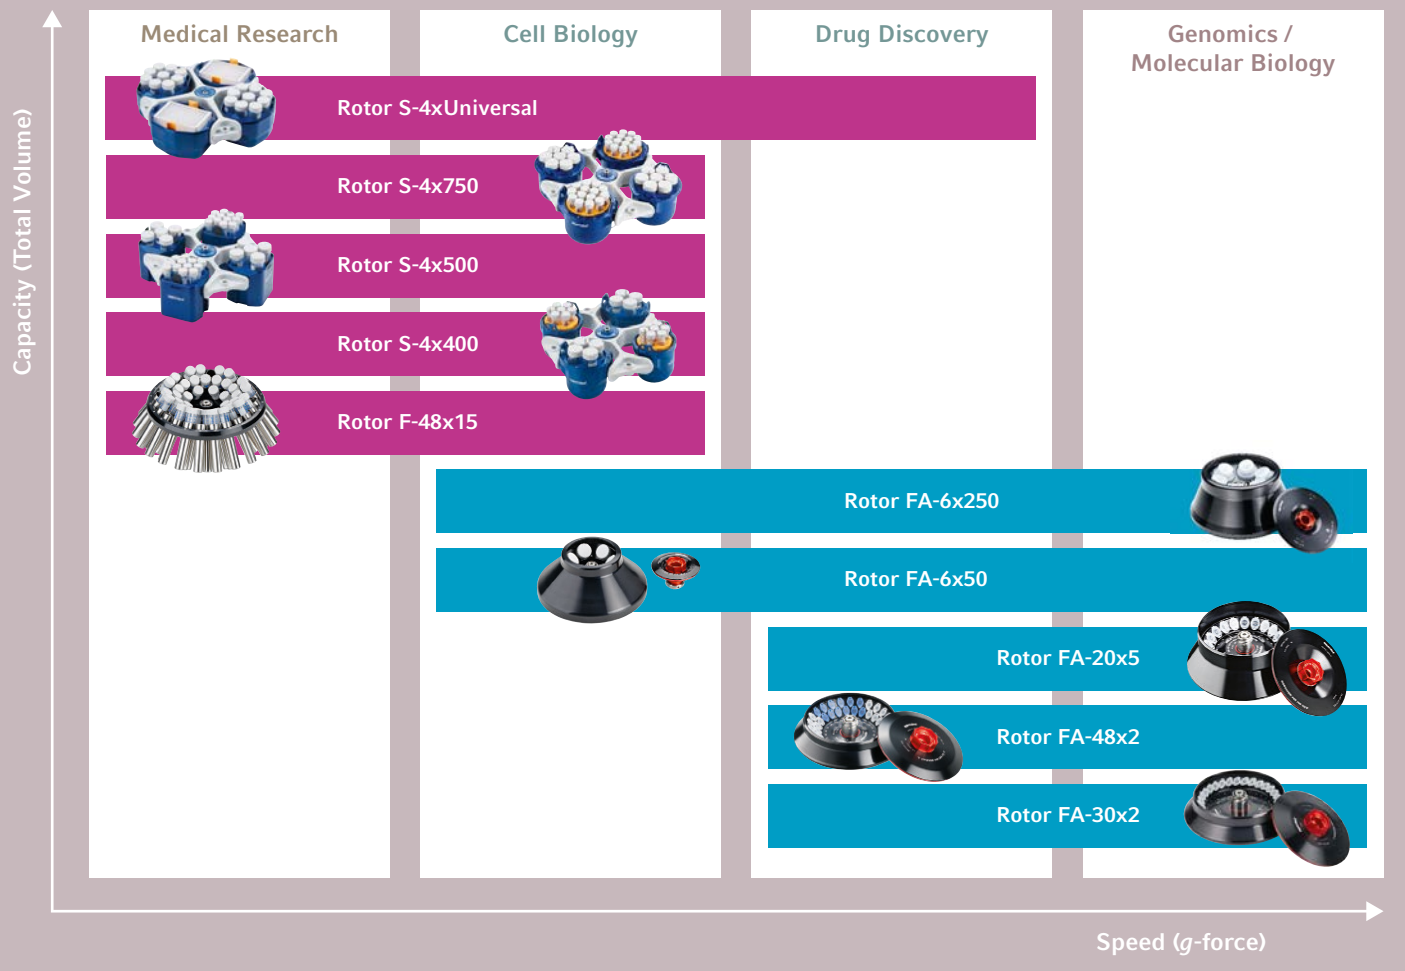 Medical Research
Cell Biology
Drug Discovery
Genomics /
Molecular Biology
Capacity (Total Volume)
Rotor S-4xUniversal
Rotor S-4x750
Rotor S-4x500
Rotor S-4x400
Rotor F-48x15
Rotor FA-6x250
Rotor FA-6x50
Rotor FA-20x5
Rotor FA-48x2
Rotor FA-30x2
Speed (g-force)